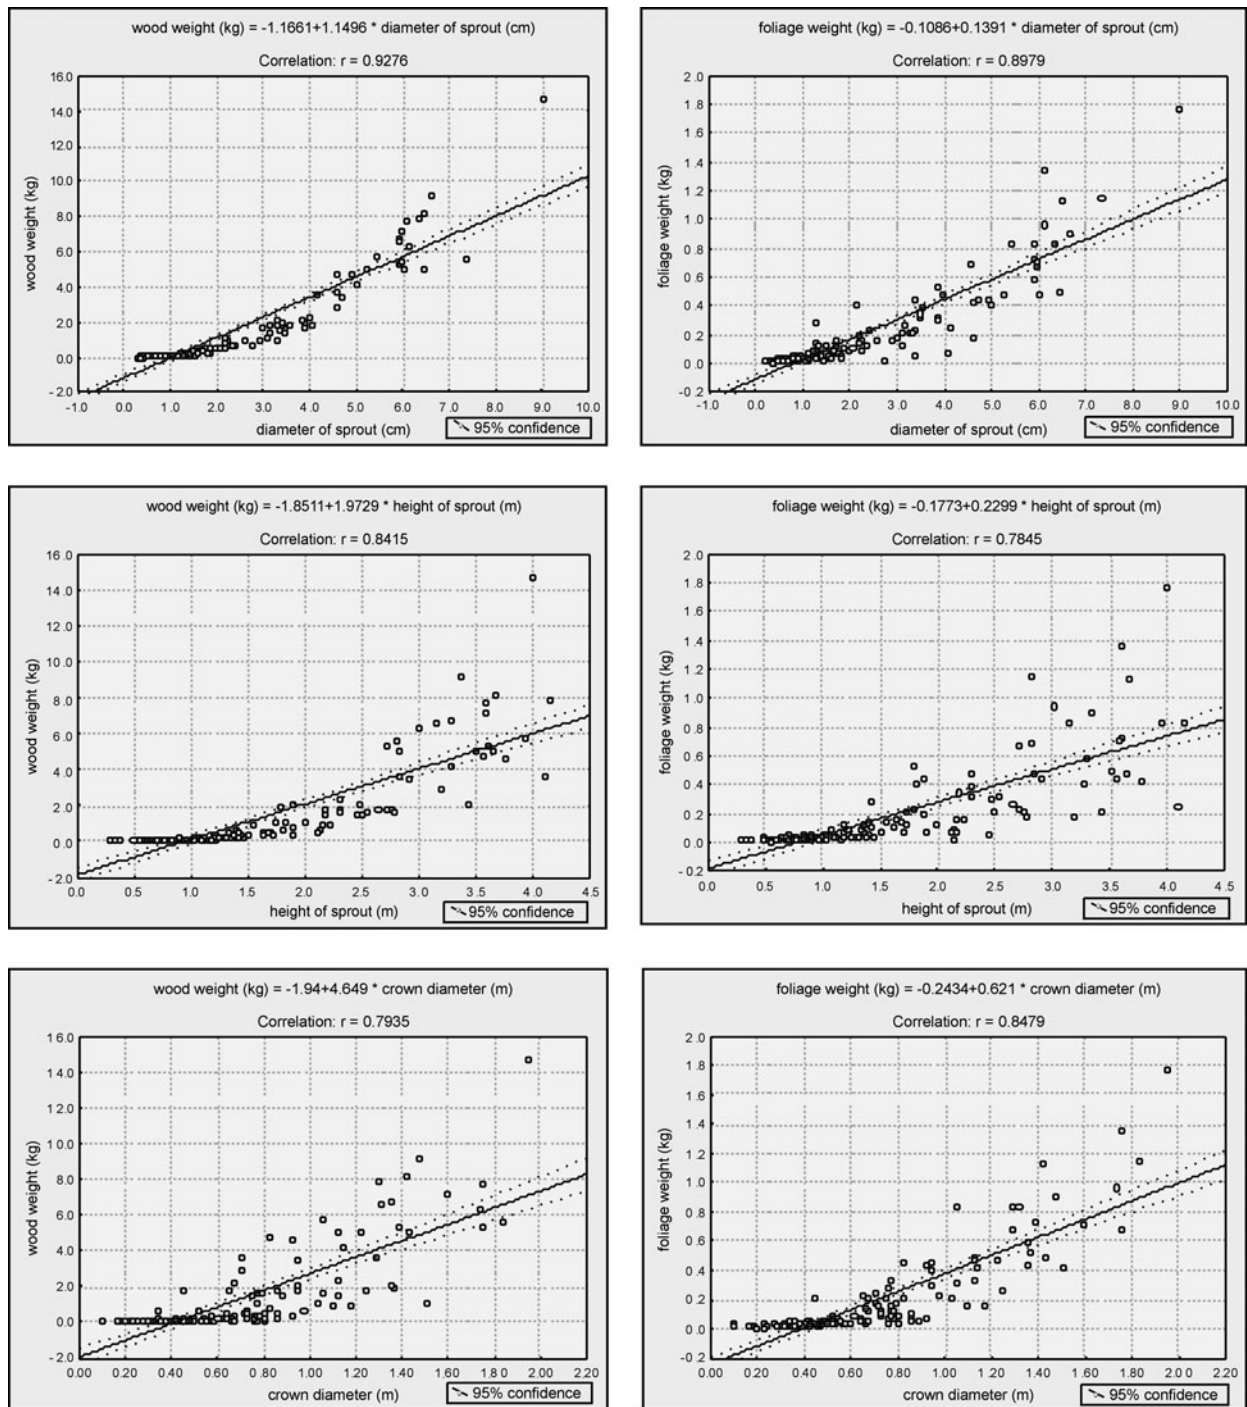 wood weight (kg) = -1.1661+1.1496 * diameter of sprout (cm)
Correlation: r = 0.9276
16.0
14.0
12.0
10.0
8.0
6.0
4.0
2.0
0.0
-2.0
wood weight (kg)
-1.0 0.0 1.0 2.0 3.0 4.0 5.0 6.0 7.0 8.0 9.0 10.0
diameter of sprout (cm)
95% confidence
foliage weight (kg) = -0.1086+0.1391 * diameter of sprout (cm)
Correlation: r = 0.8979
2.0
1.8
1.6
1.4
1.2
1.0
0.8
0.6
0.4
0.2
0.0
-0.2
foliage weight (kg)
-1.0 0.0 1.0 2.0 3.0 4.0 5.0 6.0 7.0 8.0 9.0 10.0
diameter of sprout (cm)
95% confidence
wood weight (kg) = -1.8511+1.9729 * height of sprout (m)
Correlation: r = 0.8415
16.0
14.0
12.0
10.0
8.0
6.0
4.0
2.0
0.0
-2.0
wood weight (kg)
0.0 0.5 1.0 1.5 2.0 2.5 3.0 3.5 4.0 4.5
height of sprout (m)
95% confidence
foliage weight (kg) = -0.1773+0.2299 * height of sprout (m)
Correlation: r = 0.7845
2.0
1.8
1.6
1.4
1.2
1.0
0.8
0.6
0.4
0.2
0.0
-0.2
foliage weight (kg)
0.0 0.5 1.0 1.5 2.0 2.5 3.0 3.5 4.0 4.5
height of sprout (m)
95% confidence
wood weight (kg) = -1.94+4.649 * crown diameter (m)
Correlation: r = 0.7935
16.0
14.0
12.0
10.0
8.0
6.0
4.0
2.0
0.0
-2.0
wood weight (kg)
0.00 0.20 0.40 0.60 0.80 1.00 1.20 1.40 1.60 1.80 2.00 2.20
crown diameter (m)
95% confidence
foliage weight (kg) = -0.2434+0.621 * crown diameter (m)
Correlation: r = 0.8479
2.0
1.8
1.6
1.4
1.2
1.0
0.8
0.6
0.4
0.2
0.0
-0.2
foliage weight (kg)
0.00 0.20 0.40 0.60 0.80 1.00 1.20 1.40 1.60 1.80 2.00 2.20
crown diameter (m)
95% confidence